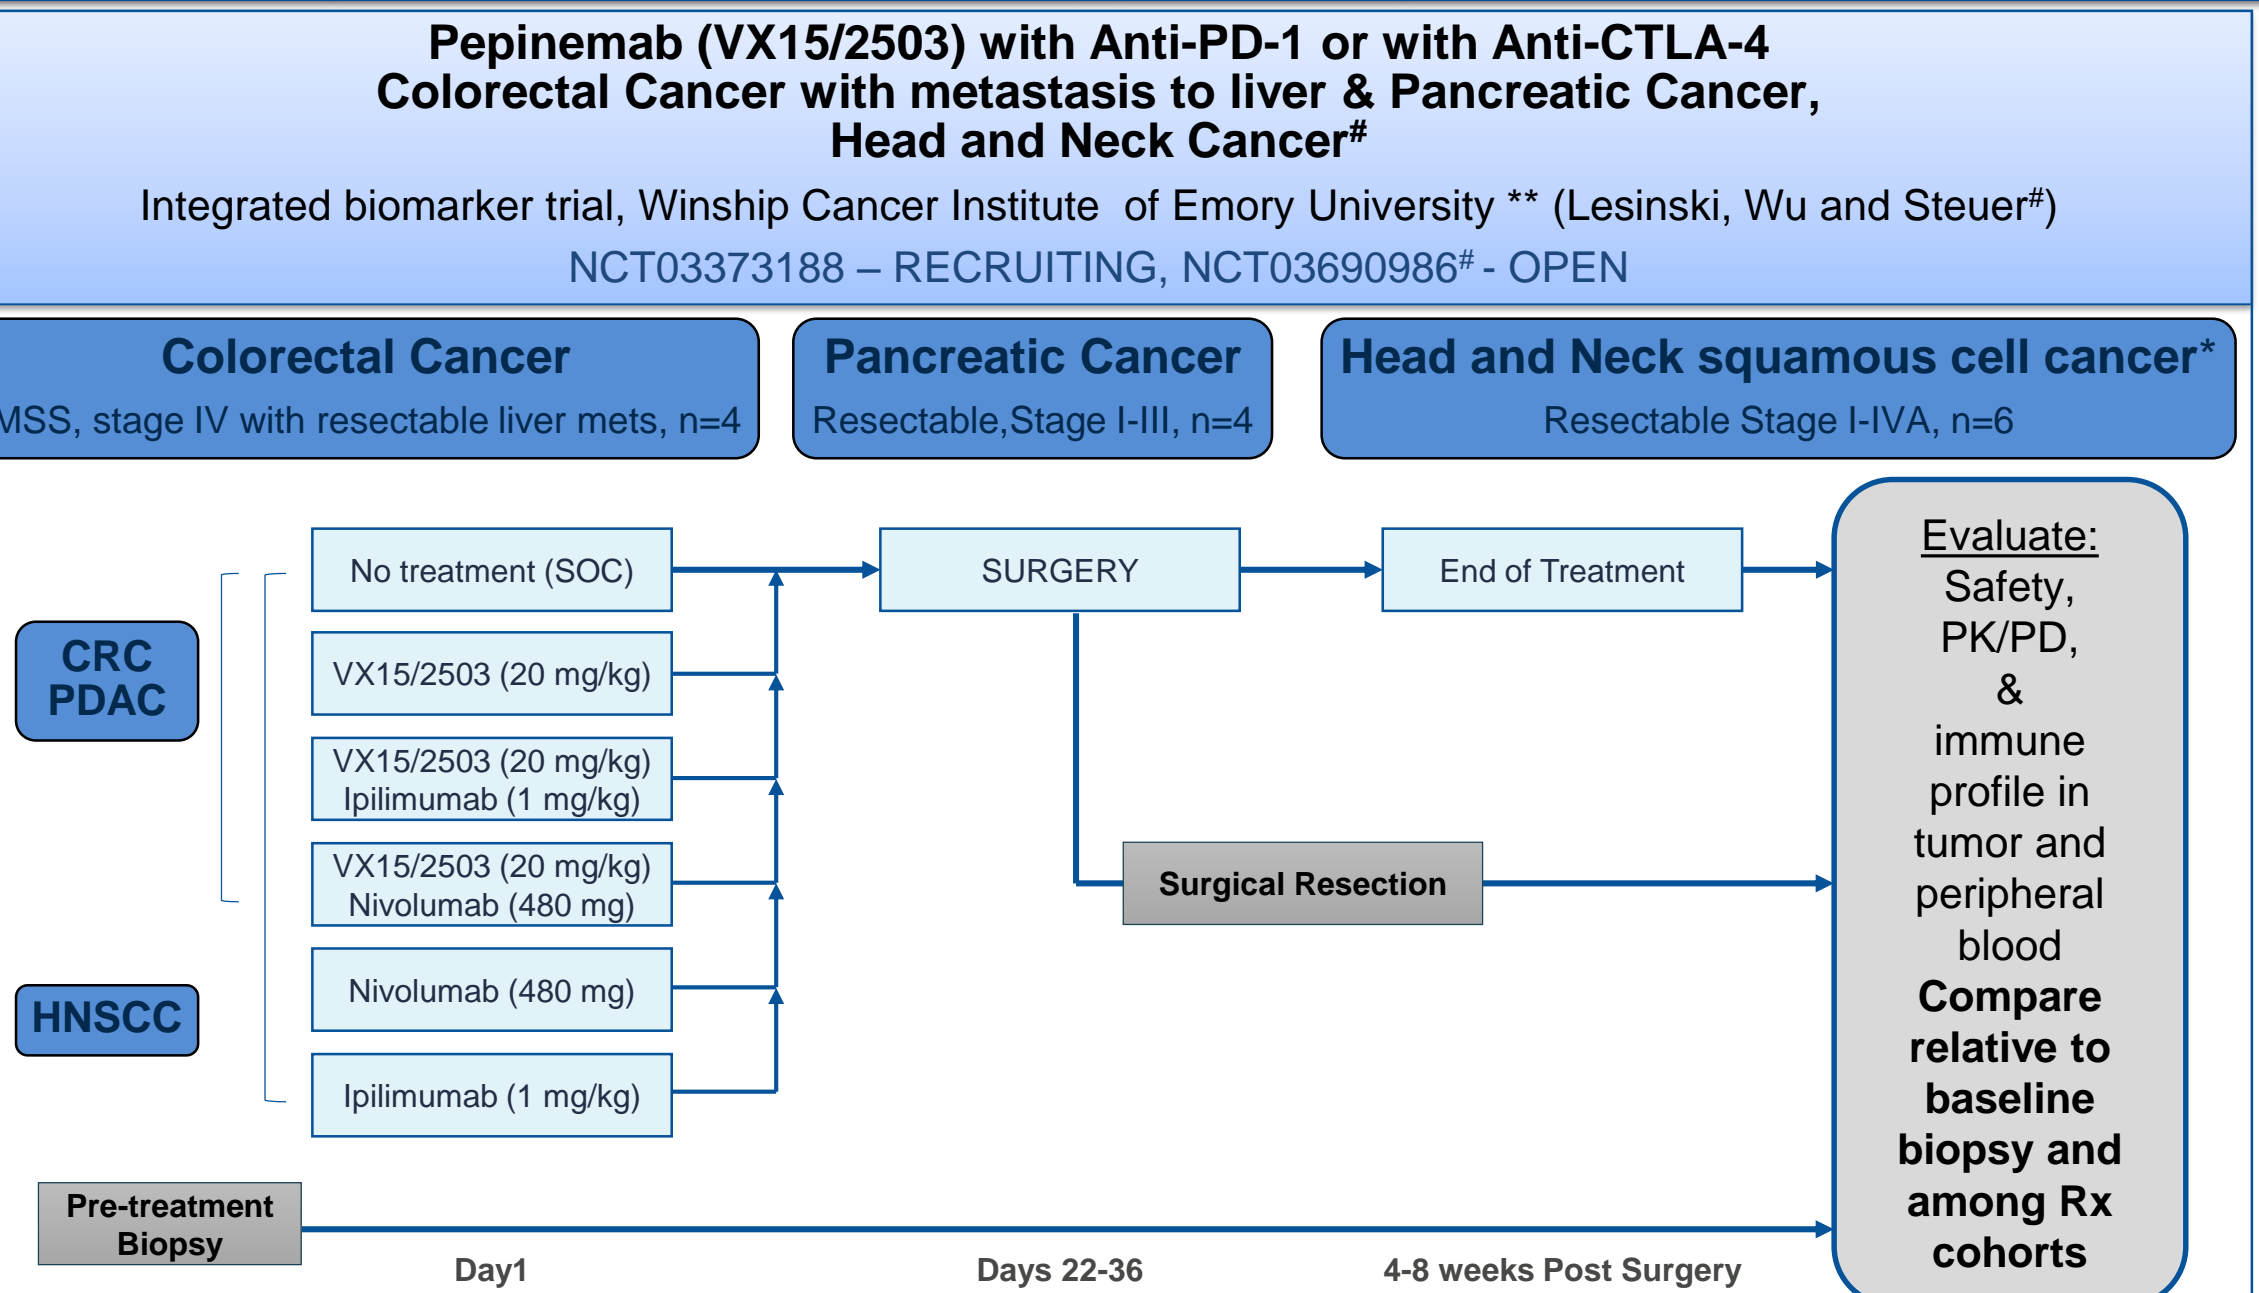 Pepinemab (VX15/2503) with Anti-PD-1 or with Anti-CTLA-4
Colorectal Cancer with metastasis to liver & Pancreatic Cancer,
Head and Neck Cancer#
Integrated biomarker trial, Winship Cancer Institute of Emory University ** (Lesinski, Wu and Steuer#)
NCT03373188 – RECRUITING, NCT03690986# - OPEN
Colorectal Cancer
MSS, stage IV with resectable liver mets, n=4
Pancreatic Cancer
Resectable,Stage I-III, n=4
Head and Neck squamous cell cancer*
Resectable Stage I-IVA, n=6
CRC
PDAC
HNSCC
No treatment (SOC)
VX15/2503 (20 mg/kg)
VX15/2503 (20 mg/kg)
Ipilimumab (1 mg/kg)
VX15/2503 (20 mg/kg)
Nivolumab (480 mg)
Nivolumab (480 mg)
Ipilimumab (1 mg/kg)
SURGERY
End of Treatment
Surgical Resection
Evaluate:
Safety,
PK/PD,
&
immune
profile in
tumor and
peripheral
blood
Compare
relative to
baseline
biopsy and
among Rx
cohorts
Pre-treatment
Biopsy
Day1
Days 22-36
4-8 weeks Post Surgery